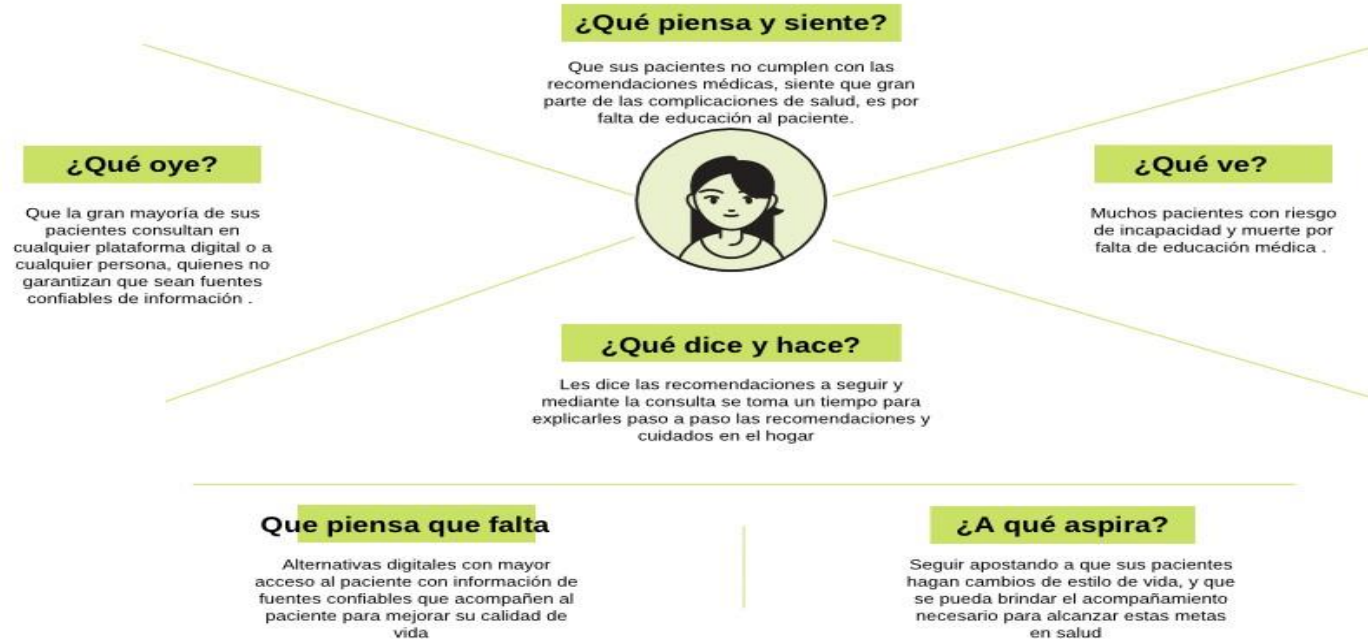 ¿Qué piensa y siente?
Que sus pacientes no cumplen con las
recomendaciones médicas, siente que gran
parte de las complicaciones de salud, es por
falta de educación al paciente.
¿Qué oye?
Que la gran mayoría de sus
pacientes consultan en
cualquier plataforma digital o a
cualquier persona, quienes no
garantizan que sean fuentes
confiables de información .
¿Qué ve?
Muchos pacientes con riesgo
de incapacidad y muerte por
falta de educación médica .
¿Qué dice y hace?
Les dice las recomendaciones a seguir y
mediante la consulta se toma un tiempo para
explicarles paso a paso las recomendaciones y
cuidados en el hogar
Que piensa que falta
Alternativas digitales con mayor
acceso al paciente con información de
fuentes confiables que acompañen al
paciente para mejorar su calidad de
vida
¿A qué aspira?
Seguir apostando a que sus pacientes
hagan cambios de estilo de vida, y que
se pueda brindar el acompañamiento
necesario para alcanzar estas metas
en salud